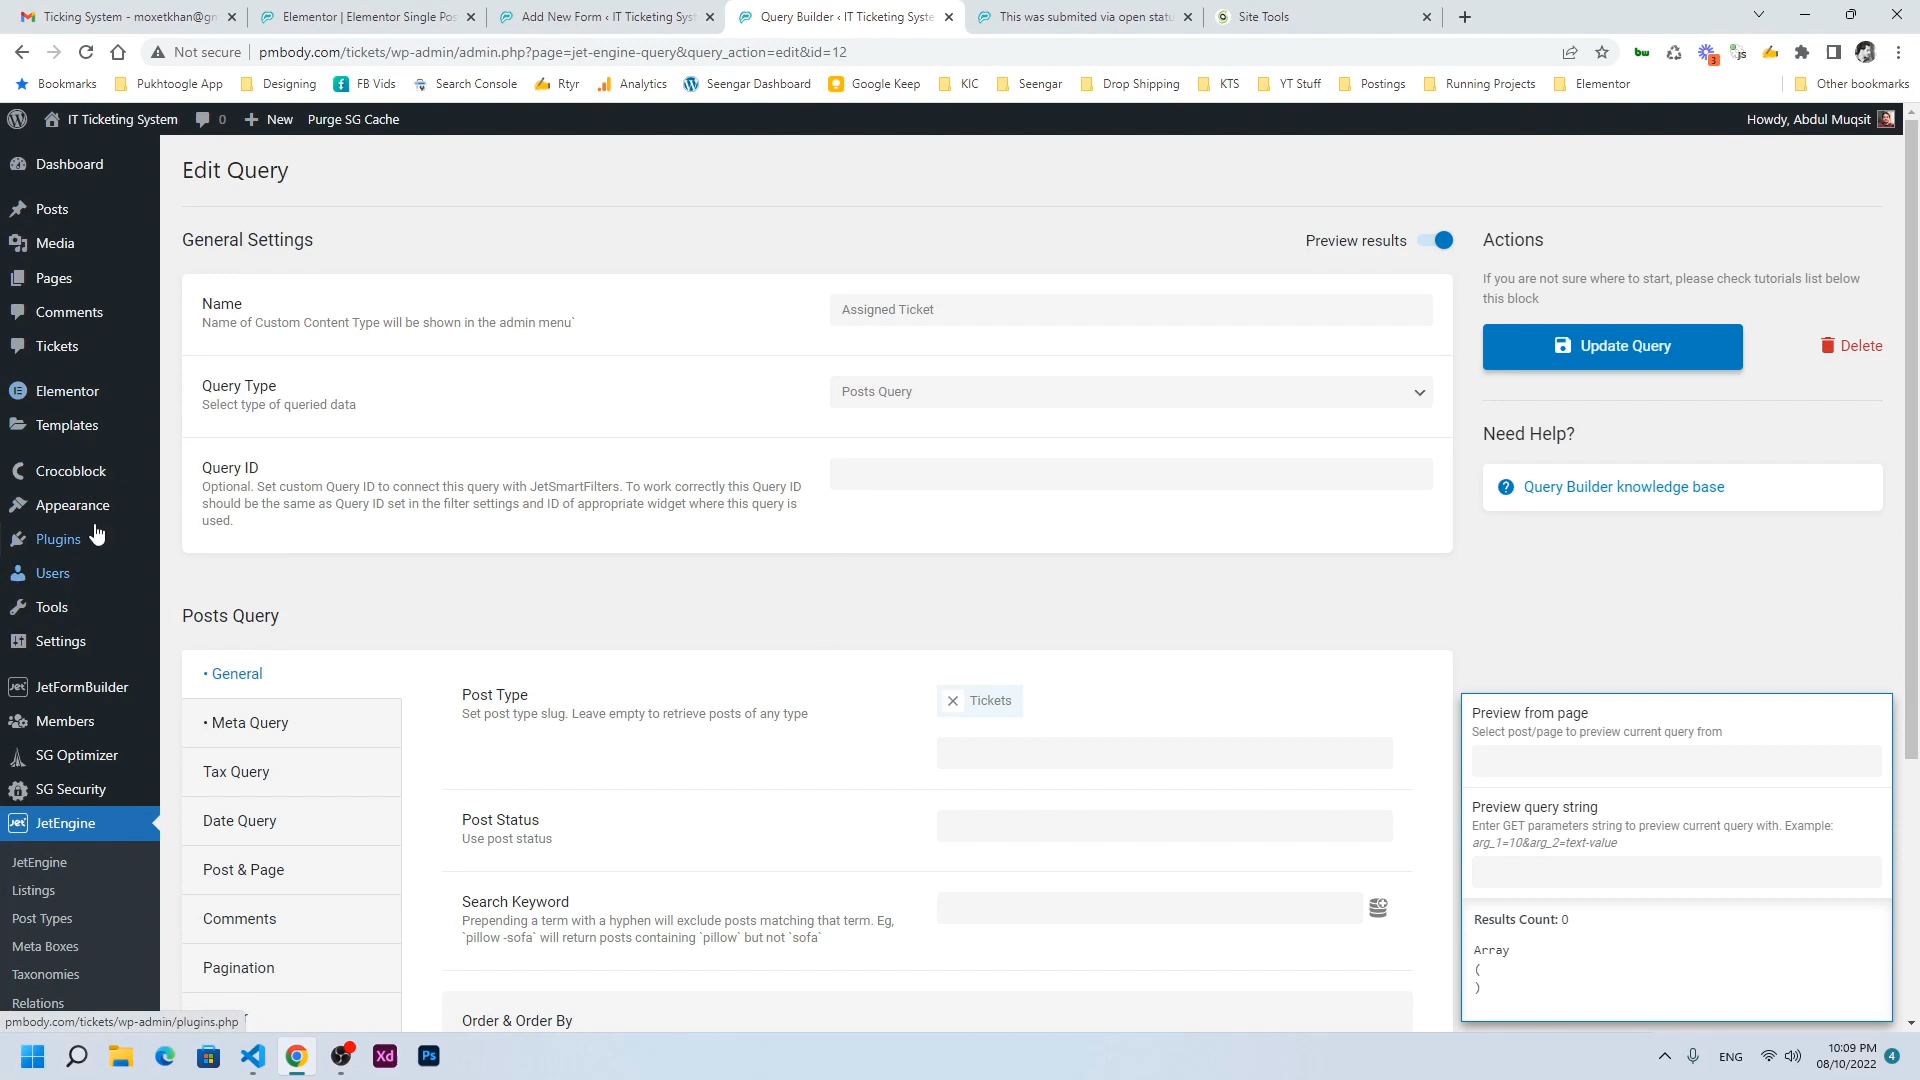 Ticking System - moxetkhan@gm
Elementor | Elementor Single Pos
Add New Form ‹ IT Ticketing Syst
Query Builder ‹ IT Ticketing Syste
This was submited via open statu
Site Tools
Not secure
pmbody.com/tickets/wp-admin/admin.php?page=jet-engine-query&query_action=edit&id=12
Bookmarks
Pukhtoogle App
Designing
FB Vids
Search Console
Rtyr
Analytics
Seengar Dashboard
Google Keep
KIC
Seengar
Drop Shipping
KTS
YT Stuff
Postings
Running Projects
Elementor
Other bookmarks
IT Ticketing System
0
New
Purge SG Cache
Howdy, Abdul Muqsit
Dashboard
Posts
Media
Pages
Comments
Tickets
Elementor
Templates
Crocoblock
Appearance
Plugins
Users
Tools
Settings
JetFormBuilder
Members
SG Optimizer
SG Security
JetEngine
JetEngine
Listings
Post Types
Meta Boxes
Taxonomies
Relations
pmbody.com/tickets/wp-admin/plugins.php
Edit Query
General Settings
Preview results
Name
Name of Custom Content Type will be shown in the admin menu`
Assigned Ticket
Query Type
Select type of queried data
Posts Query
Query ID
Optional. Set custom Query ID to connect this query with JetSmartFilters. To work correctly this Query ID
should be the same as Query ID set in the filter settings and ID of appropriate widget where this query is
used.
Actions
If you are not sure where to start, please check tutorials list below
this block
Update Query
Delete
Need Help?
Query Builder knowledge base
Posts Query
• General
• Meta Query
Tax Query
Date Query
Post & Page
Comments
Pagination
Post Type
Set post type slug. Leave empty to retrieve posts of any type
Tickets
Post Status
Use post status
Search Keyword
Prepending a term with a hyphen will exclude posts matching that term. Eg,
`pillow -sofa` will return posts containing `pillow` but not `sofa`
Order & Order By
Preview from page
Select post/page to preview current query from
Preview query string
Enter GET parameters string to preview current query with. Example:
arg_1=10&arg_2=text-value
Results Count: 0
Array
(
)
3
JS
Jet
Jet
Xd
Ps
ENG
10:09 PM
08/10/2022
4